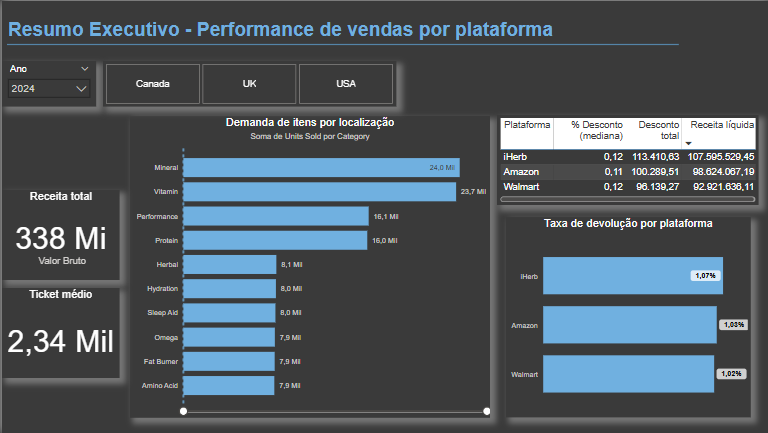 Resumo Executivo - Performance de vendas por plataforma
Ano
2024
Canada
UK
USA
Receita total
338 Mi
Valor Bruto
Ticket médio
2,34 Mil
Demanda de itens por localização
Soma de Units Sold por Category
Mineral 24,0 Mil
Vitamin 23,7 Mil
Performance 16,1 Mil
Protein 16,0 Mil
Herbal 8,1 Mil
Hydration 8,0 Mil
Sleep Aid 8,0 Mil
Omega 7,9 Mil
Fat Burner 7,9 Mil
Amino Acid 7,9 Mil
Plataforma % Desconto (mediana) Desconto total Receita líquida
iHerb 0,12 113.410,63 107.595.529,45
Amazon 0,11 100.289,51 98.624.067,19
Walmart 0,12 96.139,27 92.921.636,11
Taxa de devolução por plataforma
iHerb 1,07%
Amazon 1,03%
Walmart 1,02%